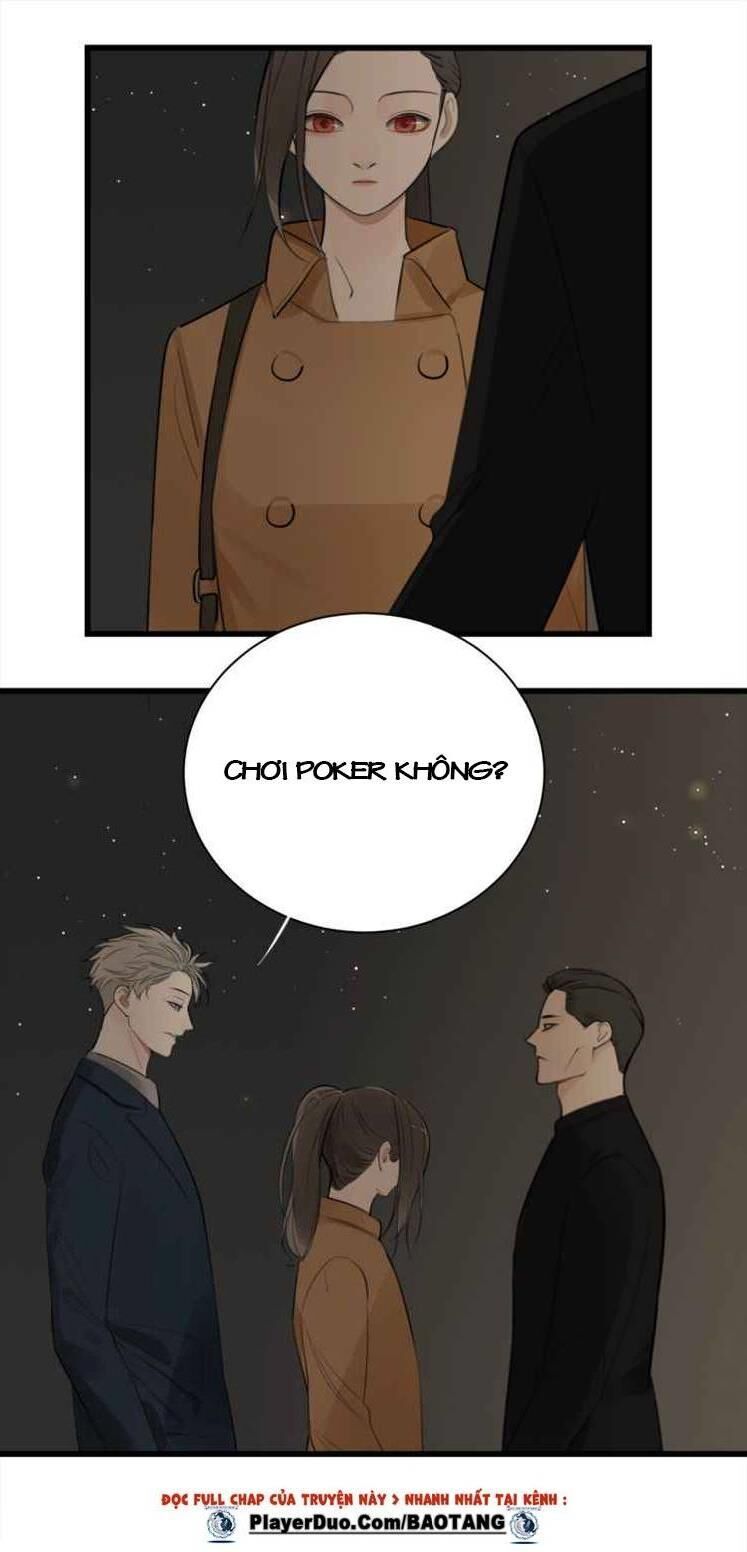 CHƠI POKER KHÔNG?
ĐỌC FULL CHAP CỦA TRUYỆN NÀY > NHANH NHẤT TẠI KÊNH :
PlayerDuo.Com/BAOTANG